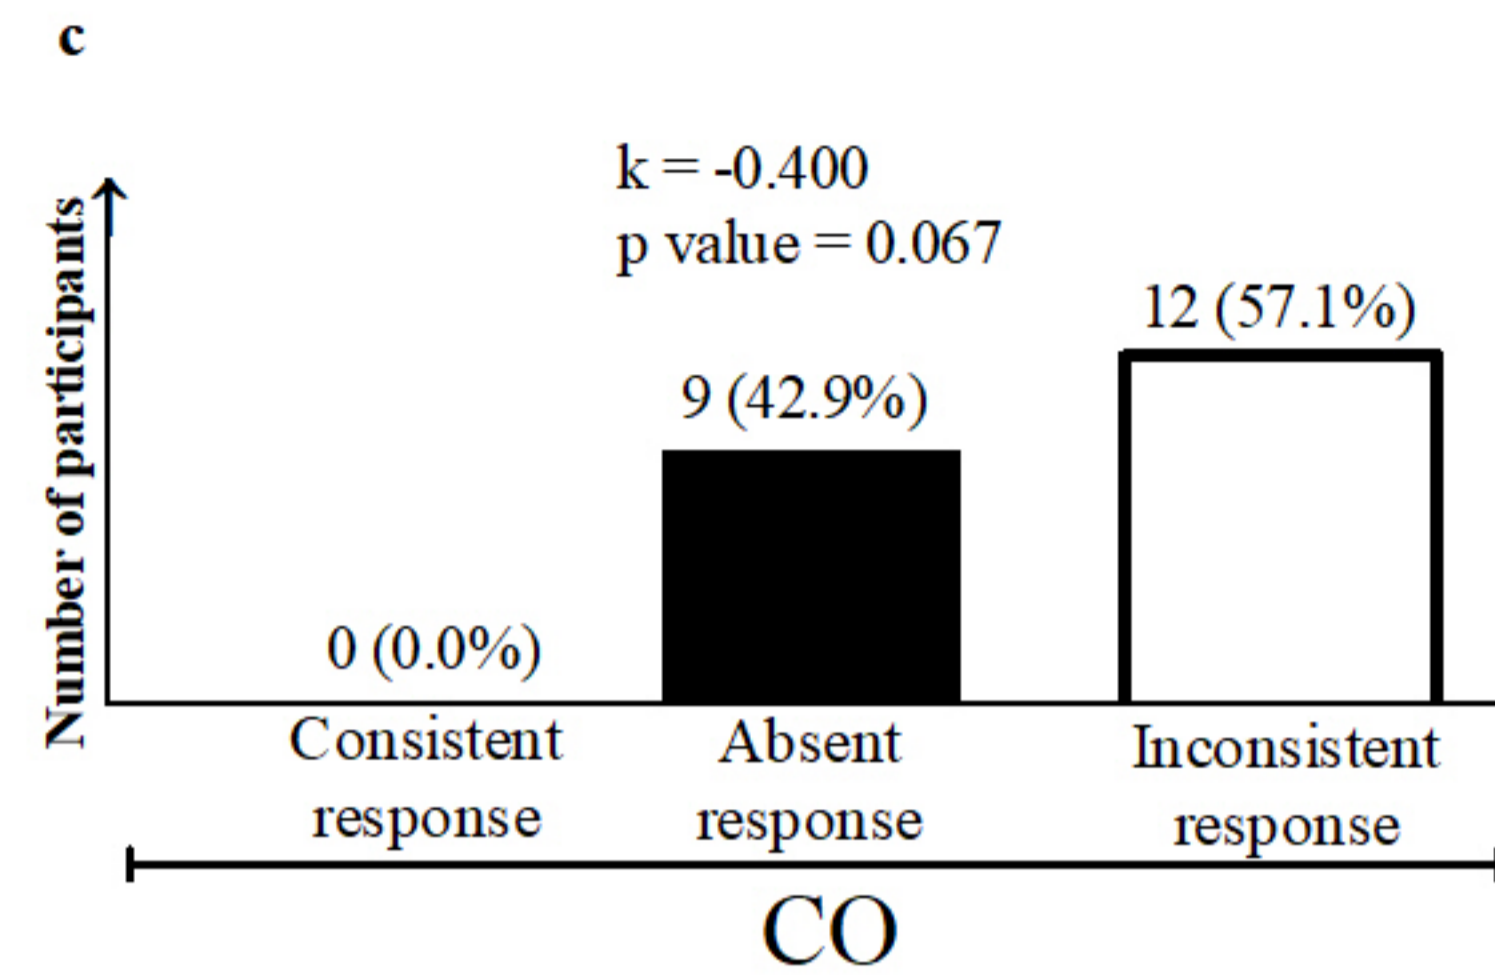 c
k = -0.400
p value = 0.067
Number of participants
0 (0.0%)
9 (42.9%)
12 (57.1%)
Consistent
response
Absent
response
Inconsistent
response
CO